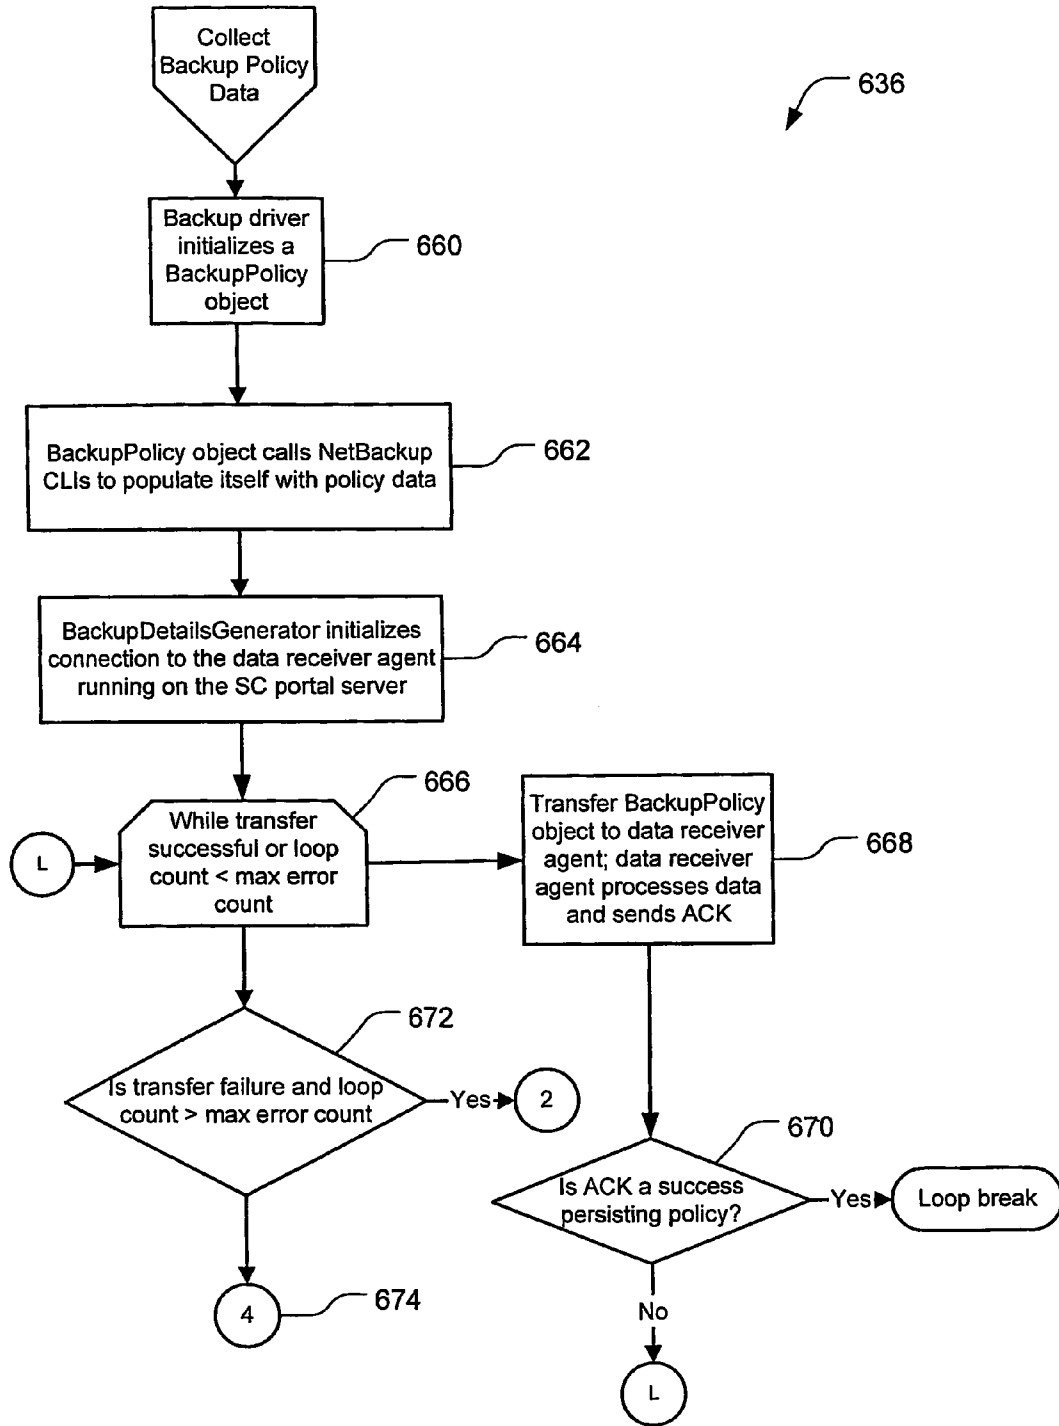 Collect
Backup Policy
Data
636
Backup driver
initializes a
BackupPolicy
object
660
BackupPolicy object calls NetBackup
CLIs to populate itself with policy data
662
BackupDetailsGenerator initializes
connection to the data receiver agent
running on the SC portal server
664
666
L
While transfer
successful or loop
count < max error
count
Transfer BackupPolicy
object to data receiver
agent; data receiver
agent processes data
and sends ACK
668
672
Is transfer failure and loop
count > max error count
Yes
2
670
Is ACK a success
persisting policy?
Yes
Loop break
4
674
No
L